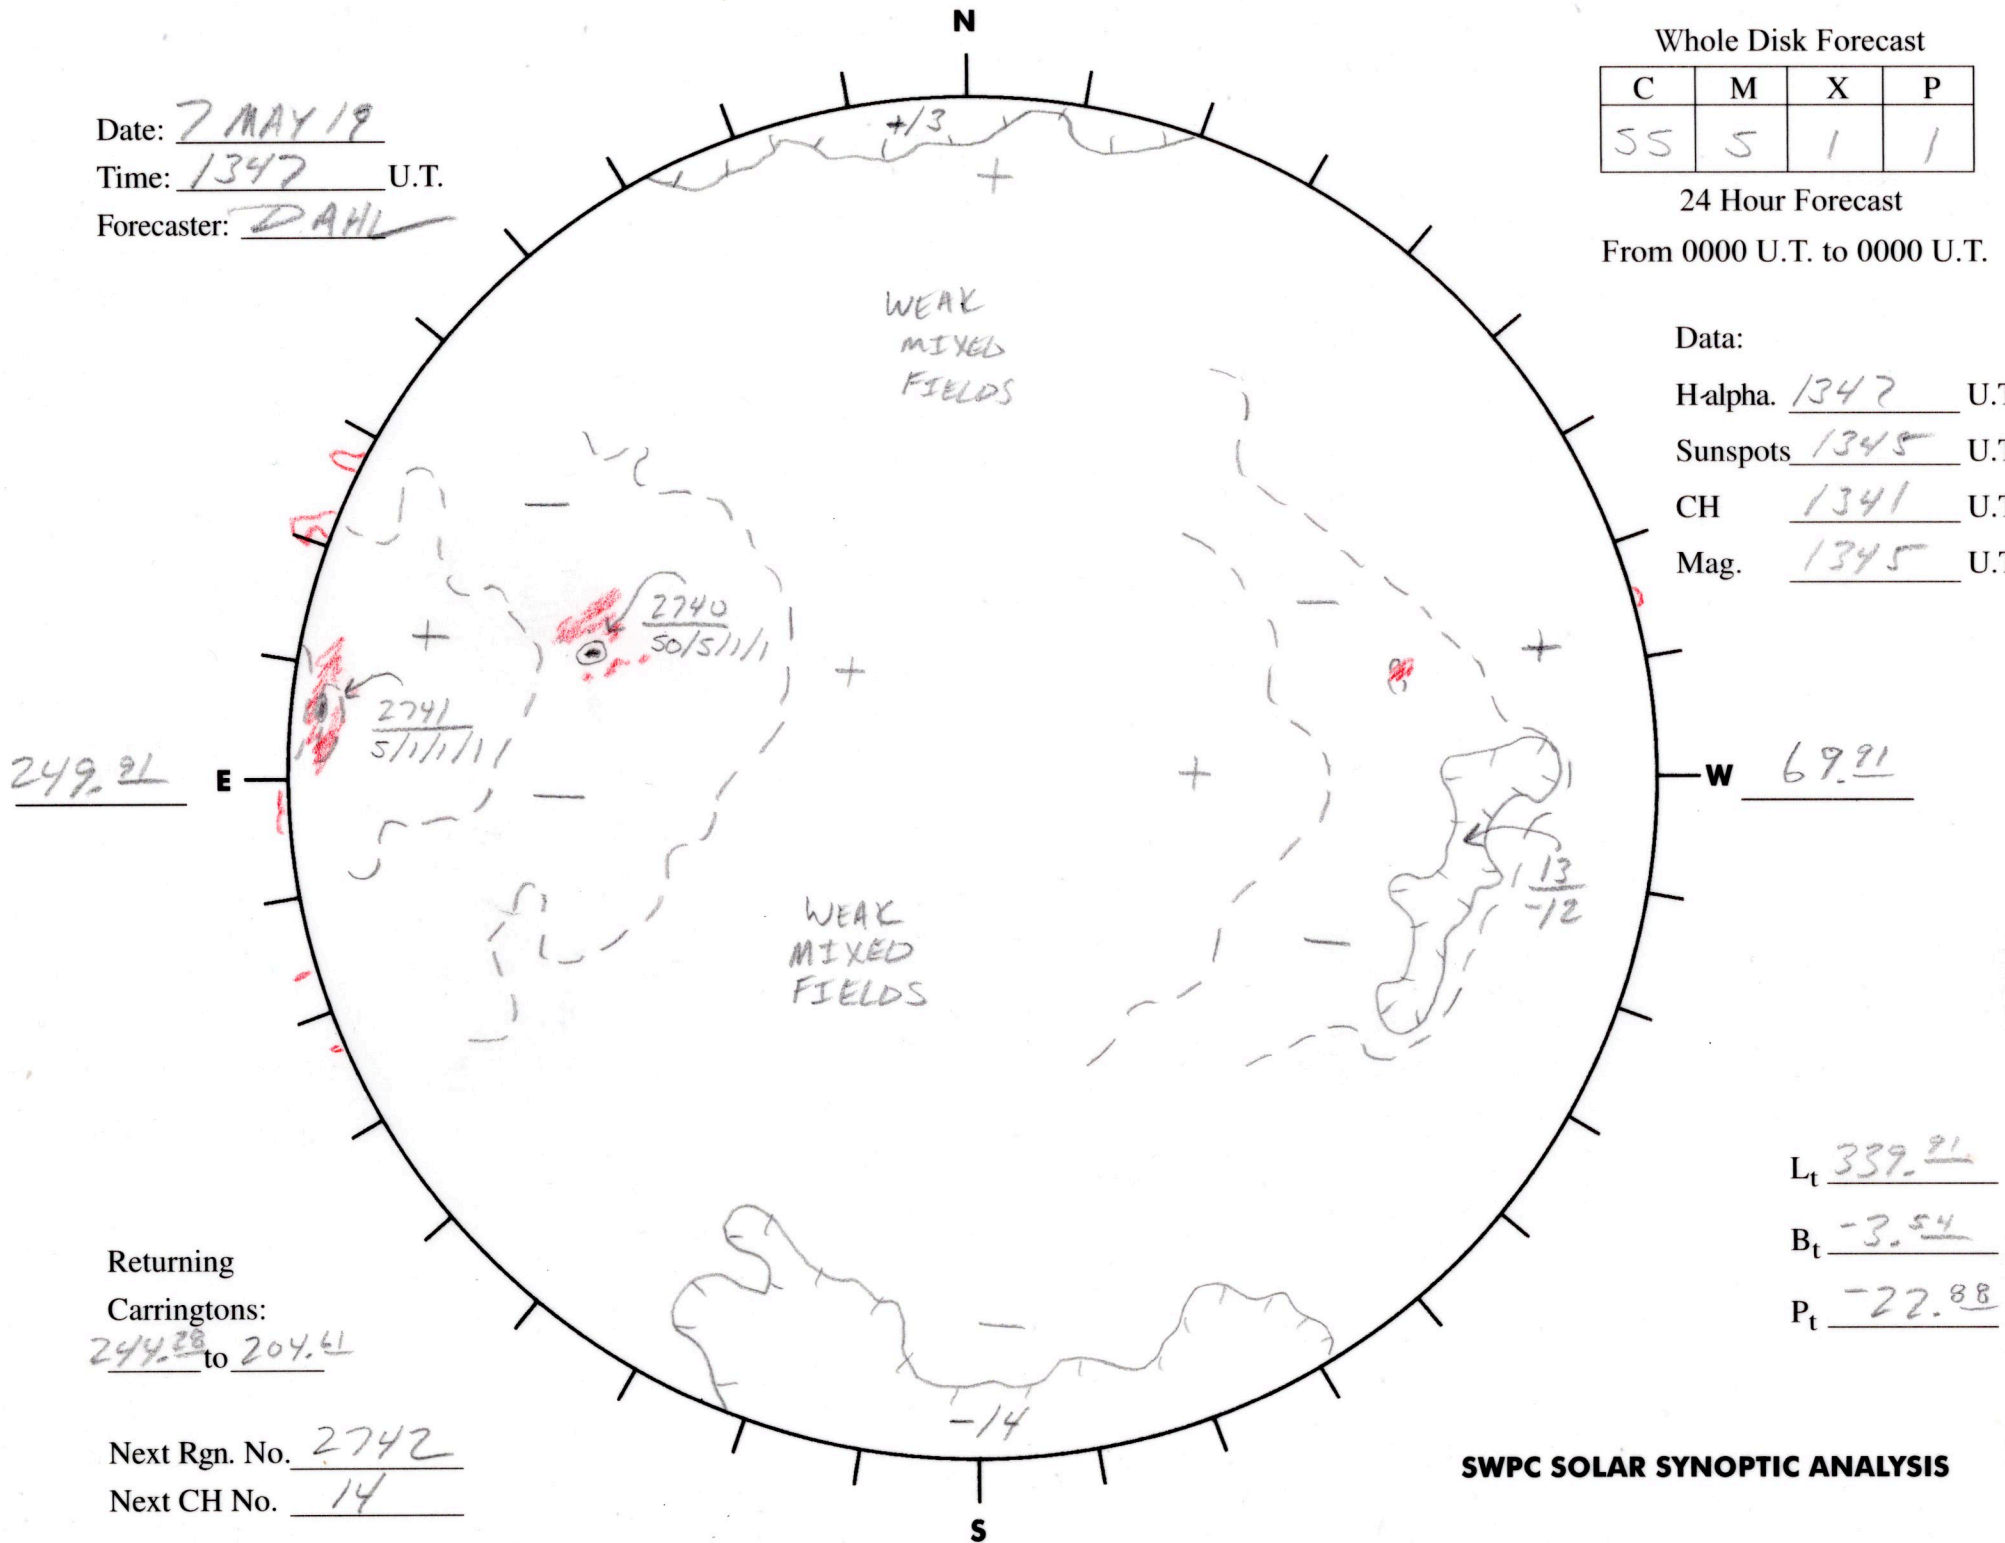 N
Date: 7 MAY 19
Time: 1347 U.T.
Forecaster: DAHL
Whole Disk Forecast
C M X P
55 5 1 1
24 Hour Forecast
From 0000 U.T. to 0000 U.T.
Data:
H-alpha. 1347 U.T
Sunspots 1345 U.T
CH 1341 U.T
Mag. 1345 U.T
+13
+
WEAK
MIXED
FIELDS
2740
50/5/1/1
2741
5/1/1/1
249.91 E
W 69.91
13
-12
WEAK
MIXED
FIELDS
-14
Lt 339.91
Bt -3.54
Pt -22.88
Returning
Carringtons:
244.28 to 204.61
Next Rgn. No. 2742
Next CH No. 14
SWPC SOLAR SYNOPTIC ANALYSIS
S